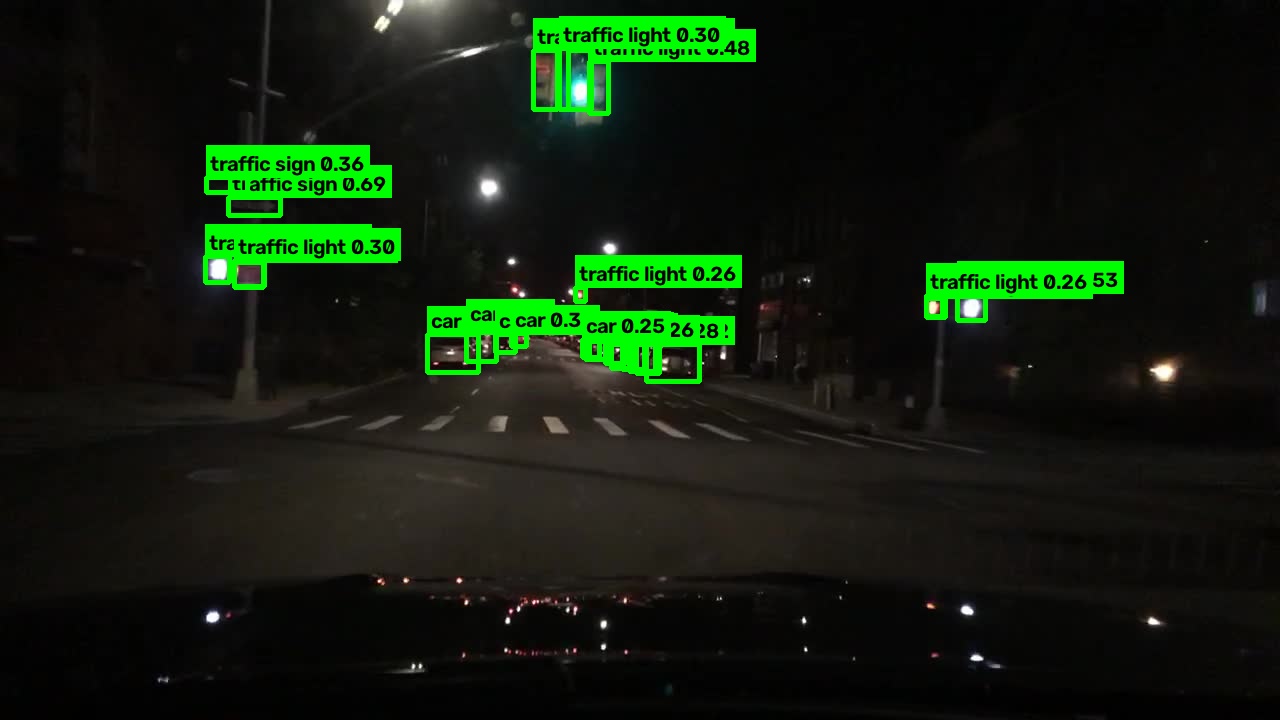 traffic light 0.30
traffic light 0.48
traffic sign 0.36
traffic sign 0.69
traffic light 0.30
traffic light 0.26
traffic light 0.26 53
car
car 0.3
car 0.25 26 28